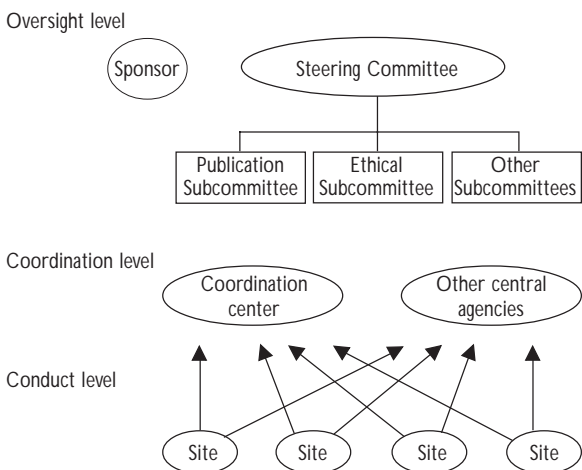 Oversight level
Sponsor
Steering Committee
Publication
Subcommittee
Ethical
Subcommittee
Other
Subcommittees
Coordination level
Coordination
center
Other central
agencies
Conduct level
Site
Site
Site
Site